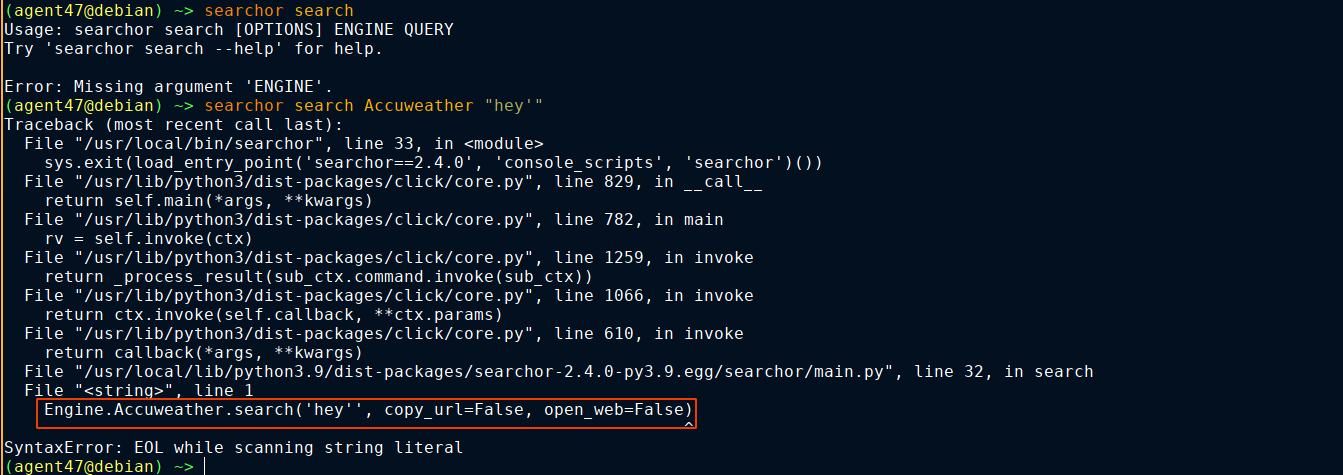 (agent47@debian) ~> searchor search
Usage: searchor search [OPTIONS] ENGINE QUERY
Try 'searchor search --help' for help.
Error: Missing argument 'ENGINE'.
(agent47@debian) ~> searchor search Accuweather "hey'"
Traceback (most recent call last):
  File "/usr/local/bin/searchor", line 33, in <module>
    sys.exit(load_entry_point('searchor==2.4.0', 'console_scripts', 'searchor')())
  File "/usr/lib/python3/dist-packages/click/core.py", line 829, in __call__
    return self.main(*args, **kwargs)
  File "/usr/lib/python3/dist-packages/click/core.py", line 782, in main
    rv = self.invoke(ctx)
  File "/usr/lib/python3/dist-packages/click/core.py", line 1259, in invoke
    return _process_result(sub_ctx.command.invoke(sub_ctx))
  File "/usr/lib/python3/dist-packages/click/core.py", line 1066, in invoke
    return ctx.invoke(self.callback, **ctx.params)
  File "/usr/lib/python3/dist-packages/click/core.py", line 610, in invoke
    return callback(*args, **kwargs)
  File "/usr/local/lib/python3.9/dist-packages/searchor-2.4.0-py3.9.egg/searchor/main.py", line 32, in search
  File "<string>", line 1
    Engine.Accuweather.search('hey'', copy_url=False, open_web=False)
                                                                    ^
SyntaxError: EOL while scanning string literal
(agent47@debian) ~>